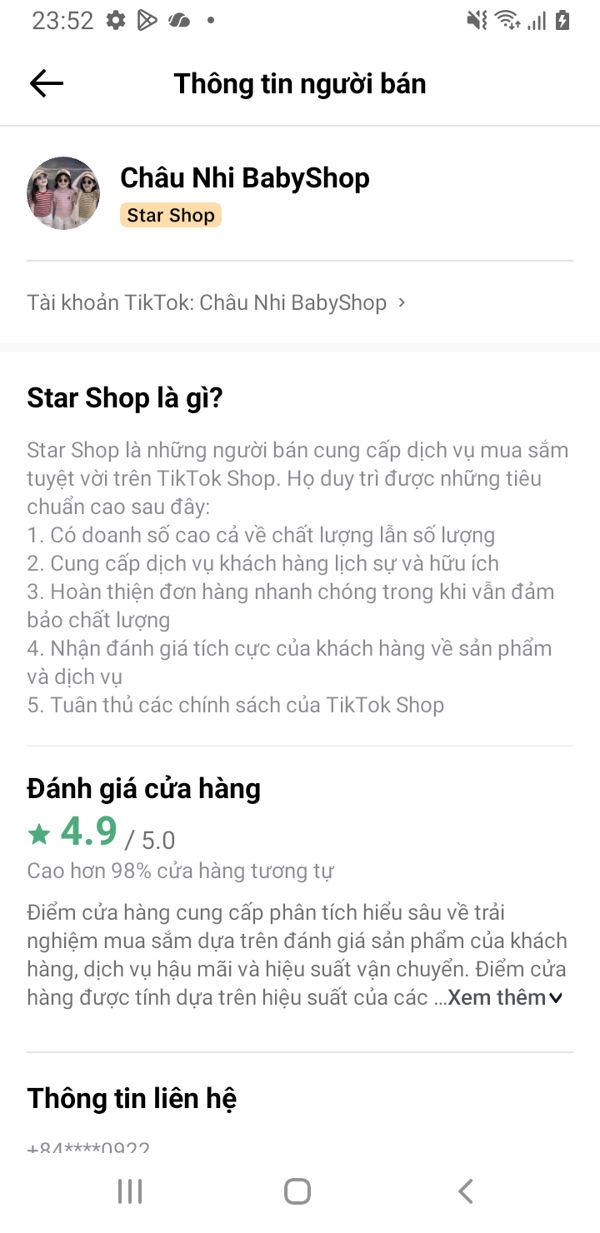 23:52
Thông tin người bán
Châu Nhi BabyShop
Star Shop
Tài khoản TikTok: Châu Nhi BabyShop >
Star Shop là gì?
Star Shop là những người bán cung cấp dịch vụ mua sắm
tuyệt vời trên TikTok Shop. Họ duy trì được những tiêu
chuẩn cao sau đây:
1. Có doanh số cao cả về chất lượng lẫn số lượng
2. Cung cấp dịch vụ khách hàng lịch sự và hữu ích
3. Hoàn thiện đơn hàng nhanh chóng trong khi vẫn đảm
bảo chất lượng
4. Nhận đánh giá tích cực của khách hàng về sản phẩm
và dịch vụ
5. Tuân thủ các chính sách của TikTok Shop
Đánh giá cửa hàng
4.9 / 5.0
Cao hơn 98% cửa hàng tương tự
Điểm cửa hàng cung cấp phân tích hiểu sâu về trải
nghiệm mua sắm dựa trên đánh giá sản phẩm của khách
hàng, dịch vụ hậu mãi và hiệu suất vận chuyển. Điểm cửa
hàng được tính dựa trên hiệu suất của các ...Xem thêm
Thông tin liên hệ
+84****0922